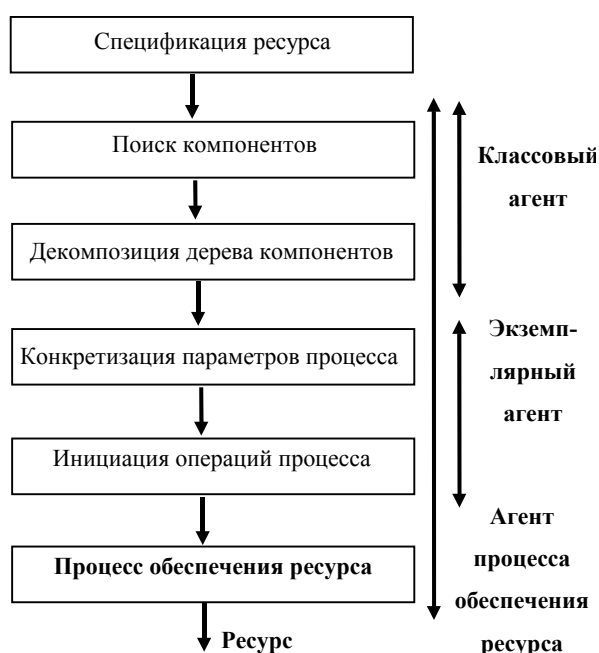 Спецификация ресурса
Поиск компонентов
Декомпозиция дерева компонентов
Конкретизация параметров процесса
Инициация операций процесса
Процесс обеспечения ресурса
Ресурс
Классовый
агент
Экземп-
лярный
агент
Агент
процесса
обеспечения
ресурса